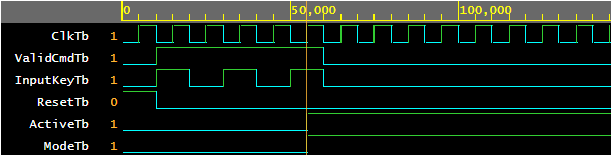 0 50,000 100,000
ClkTb 1
ValidCmdTb 1
InputKeyTb 1
ResetTb 0
ActiveTb 1
ModeTb 1